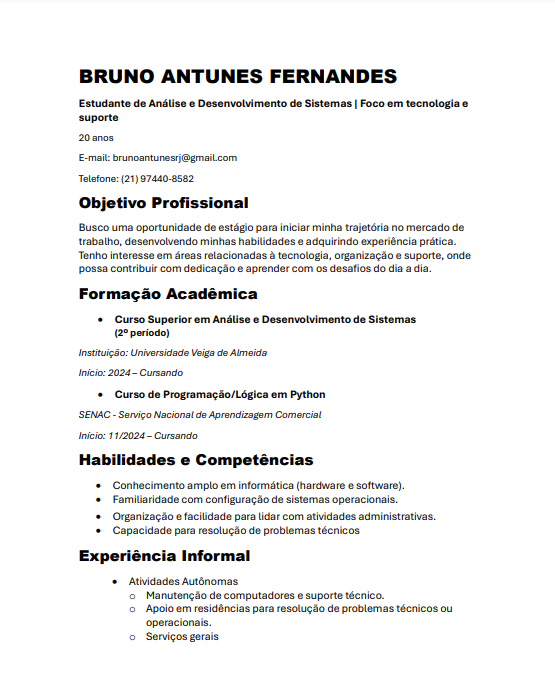 BRUNO ANTUNES FERNANDES
Estudante de Análise e Desenvolvimento de Sistemas | Foco em tecnologia e
suporte
20 anos
E-mail: brunoantunesrj@gmail.com
Telefone: (21) 97440-8582
Objetivo Profissional
Busco uma oportunidade de estágio para iniciar minha trajetória no mercado de
trabalho, desenvolvendo minhas habilidades e adquirindo experiência prática.
Tenho interesse em áreas relacionadas à tecnologia, organização e suporte, onde
possa contribuir com dedicação e aprender com os desafios do dia a dia.
Formação Acadêmica
• Curso Superior em Análise e Desenvolvimento de Sistemas
(2º período)
Instituição: Universidade Veiga de Almeida
Início: 2024 – Cursando
• Curso de Programação/Lógica em Python
SENAC - Serviço Nacional de Aprendizagem Comercial
Início: 11/2024 – Cursando
Habilidades e Competências
• Conhecimento amplo em informática (hardware e software).
• Familiaridade com configuração de sistemas operacionais.
• Organização e facilidade para lidar com atividades administrativas.
• Capacidade para resolução de problemas técnicos
Experiência Informal
• Atividades Autônomas
o Manutenção de computadores e suporte técnico.
o Apoio em residências para resolução de problemas técnicos ou
operacionais.
o Serviços gerais